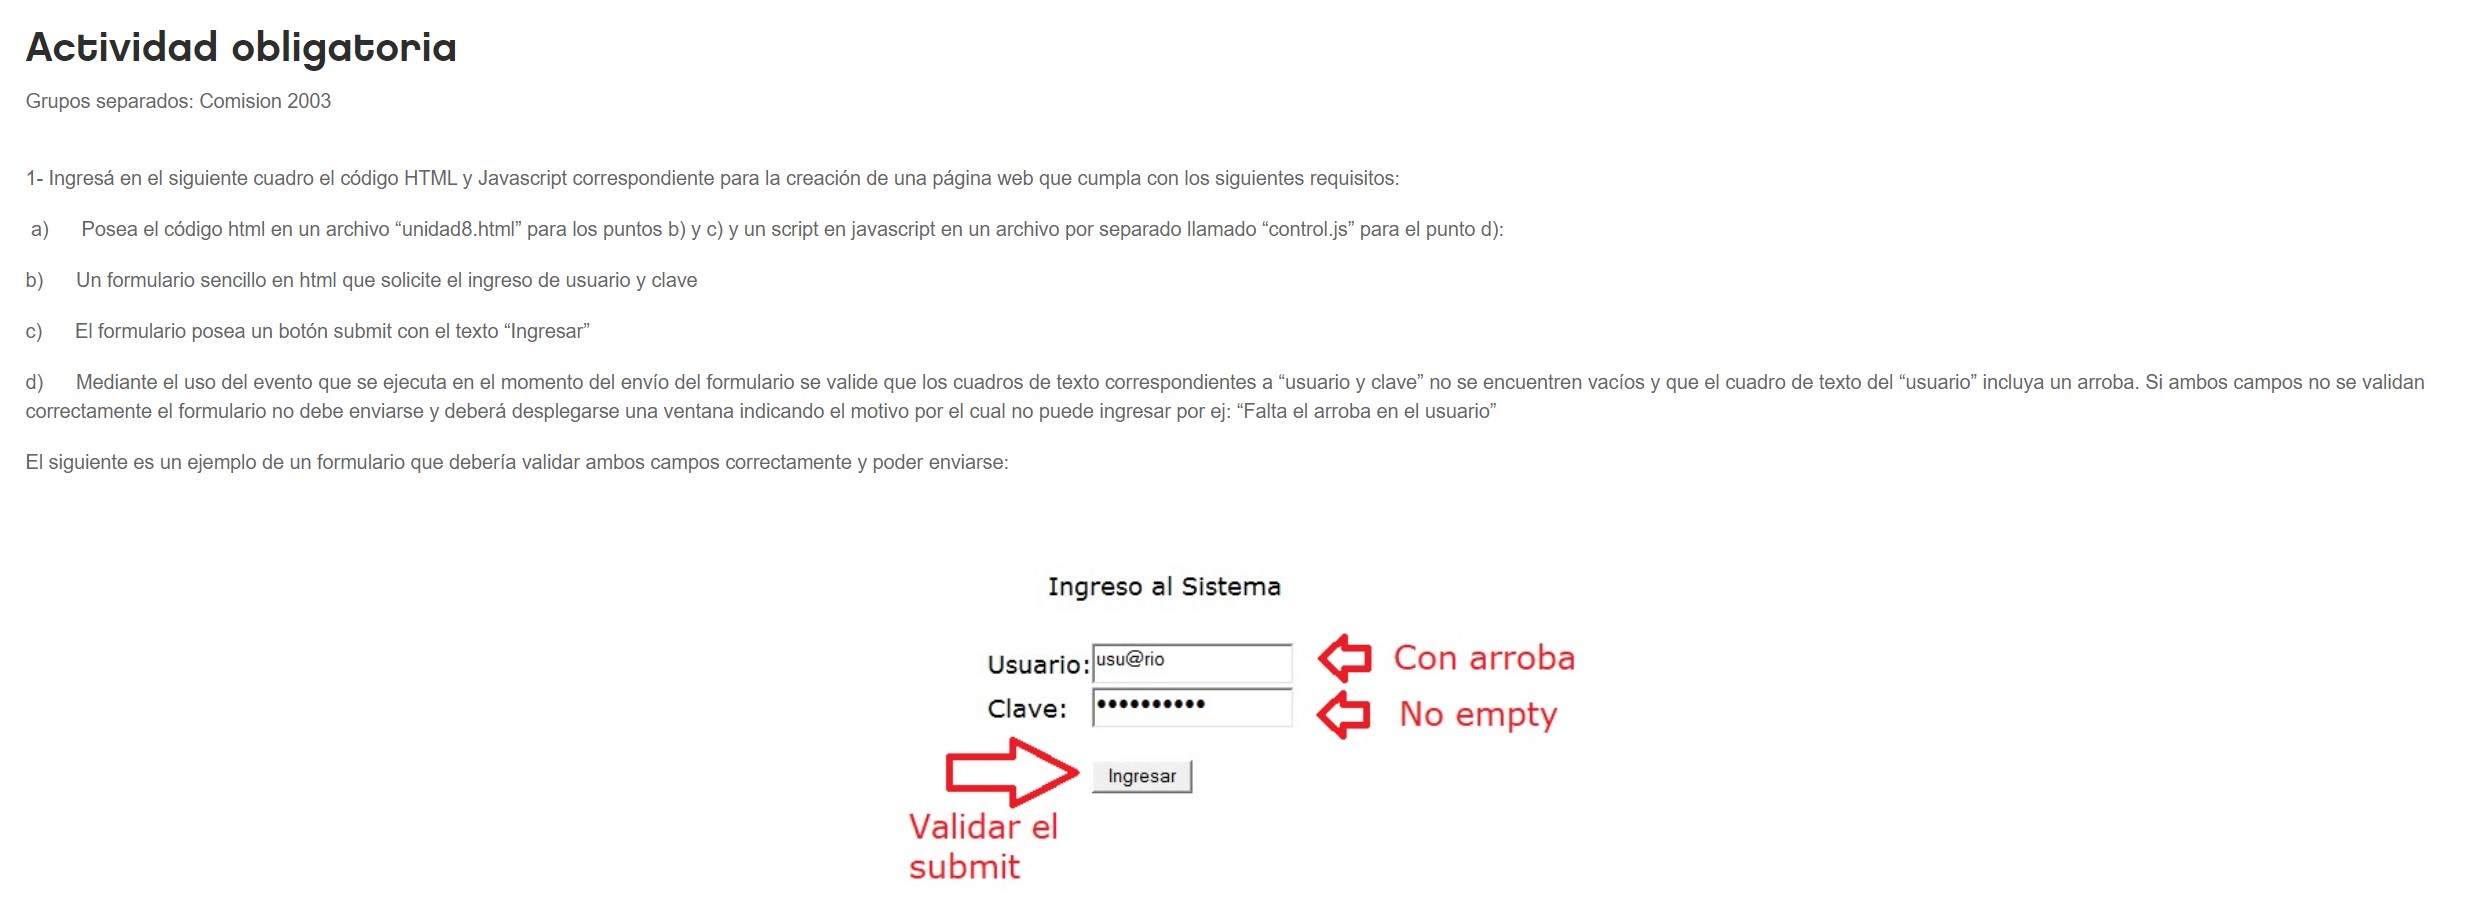 Actividad obligatoria
Grupos separados: Comision 2003
1- Ingresá en el siguiente cuadro el código HTML y Javascript correspondiente para la creación de una página web que cumpla con los siguientes requisitos:
a) Posea el código html en un archivo “unidad8.html” para los puntos b) y c) y un script en javascript en un archivo por separado llamado “control.js” para el punto d):
b) Un formulario sencillo en html que solicite el ingreso de usuario y clave
c) El formulario posea un botón submit con el texto “Ingresar”
d) Mediante el uso del evento que se ejecuta en el momento del envío del formulario se valide que los cuadros de texto correspondientes a “usuario y clave” no se encuentren vacíos y que el cuadro de texto del “usuario” incluya un arroba. Si ambos campos no se validan
correctamente el formulario no debe enviarse y deberá desplegarse una ventana indicando el motivo por el cual no puede ingresar por ej: “Falta el arroba en el usuario”
El siguiente es un ejemplo de un formulario que debería validar ambos campos correctamente y poder enviarse:
Ingreso al Sistema
Usuario: usu@rio Con arroba
Clave: •••••••••• No empty
Ingresar
Validar el
submit